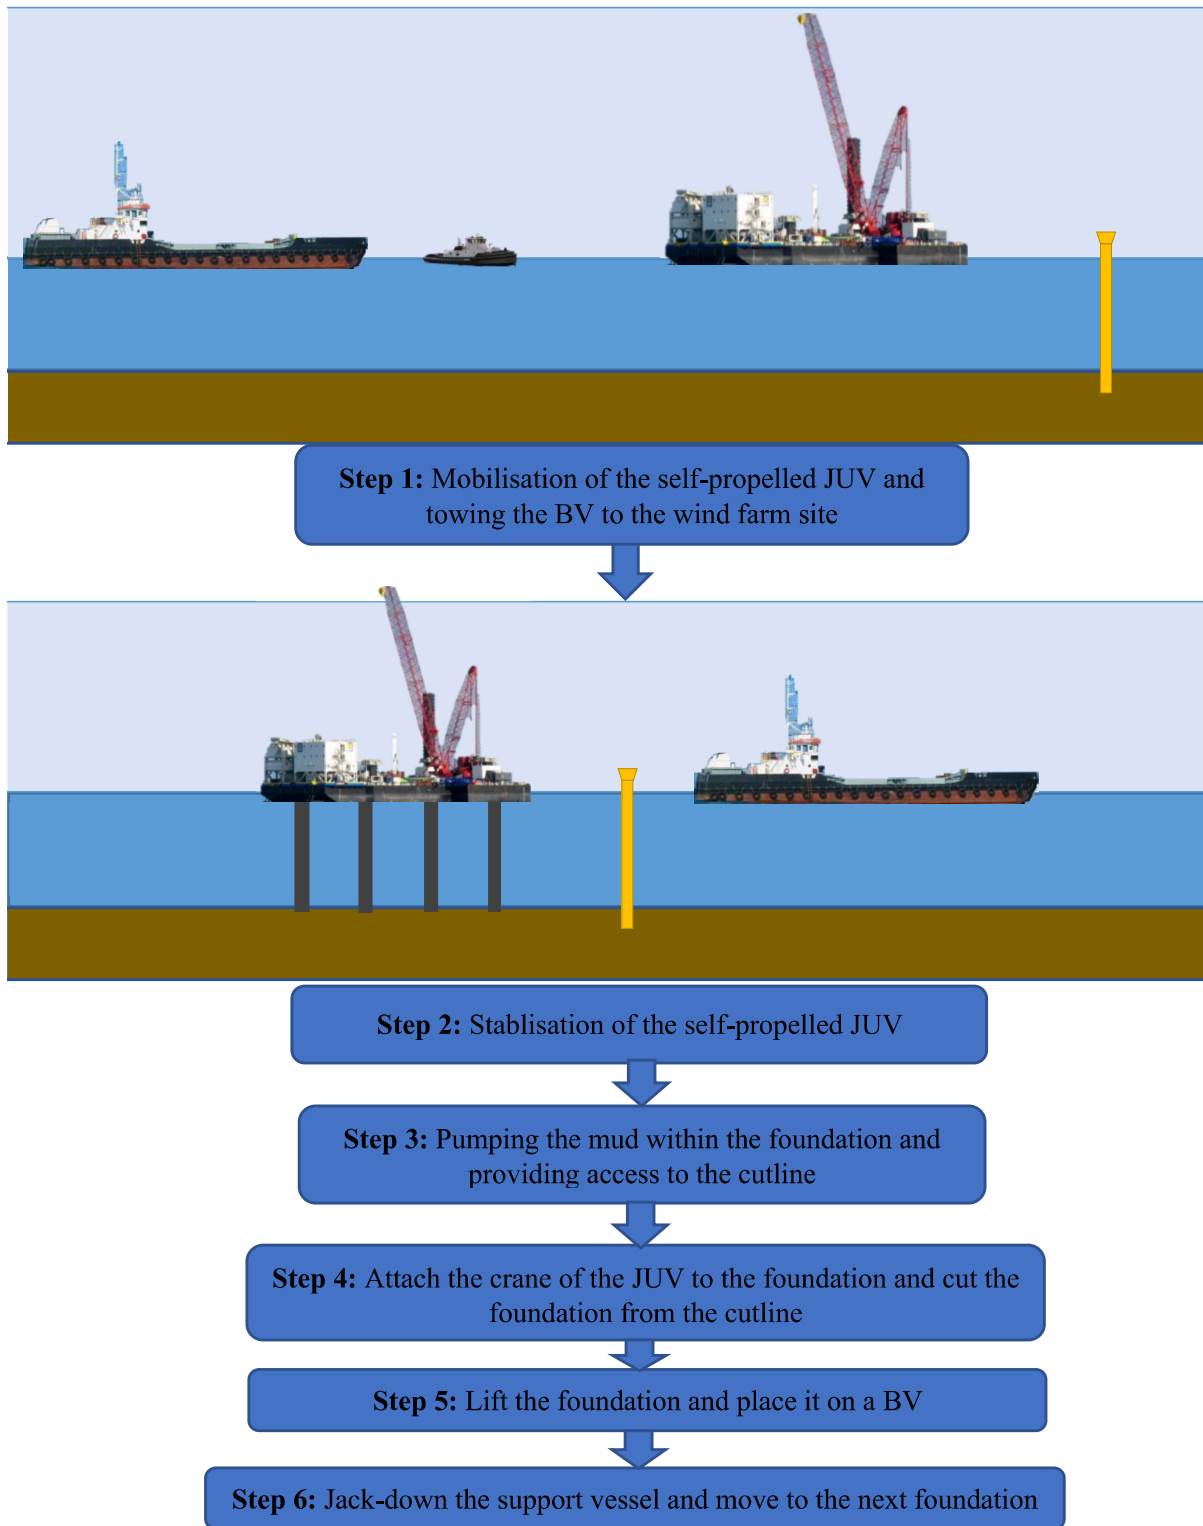 Step 1: Mobilisation of the self-propelled JUV and
towing the BV to the wind farm site
Step 2: Stablisation of the self-propelled JUV
Step 3: Pumping the mud within the foundation and
providing access to the cutline
Step 4: Attach the crane of the JUV to the foundation and cut the
foundation from the cutline
Step 5: Lift the foundation and place it on a BV
Step 6: Jack-down the support vessel and move to the next foundation